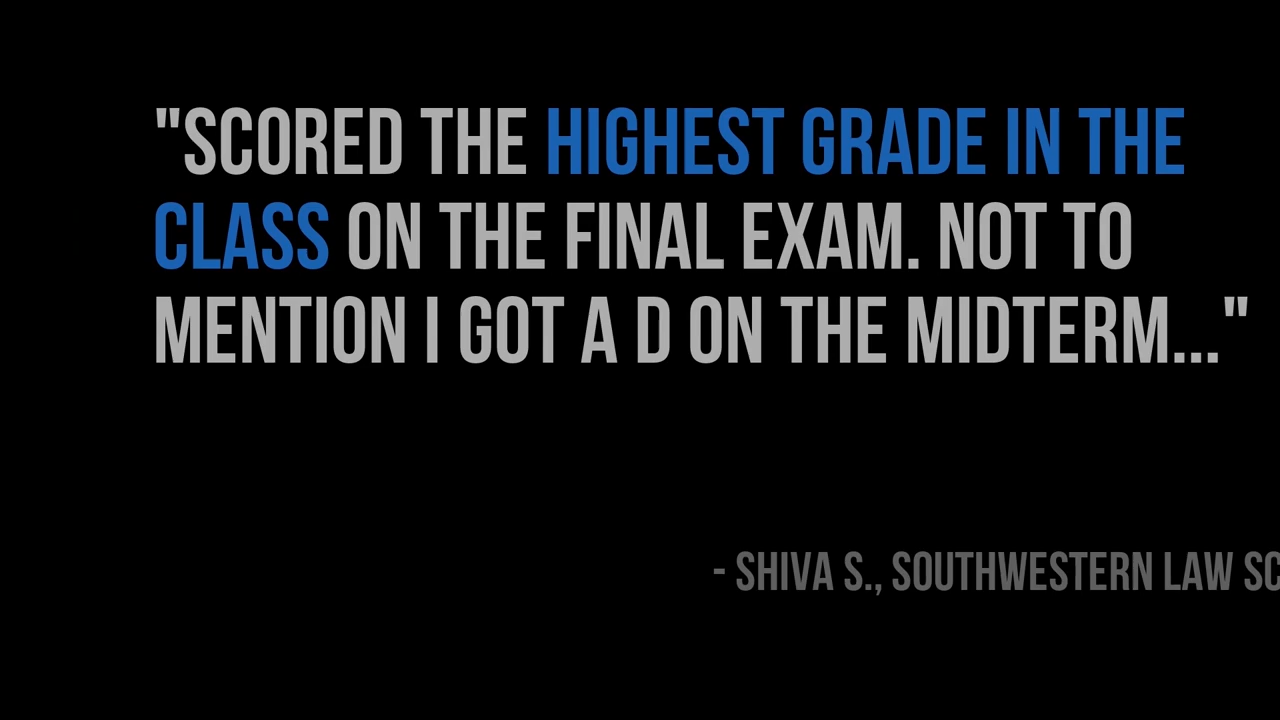 "SCORED THE HIGHEST GRADE IN THE
CLASS ON THE FINAL EXAM. NOT TO
MENTION I GOT A D ON THE MIDTERM..."
- SHIVA S., SOUTHWESTERN LAW SC